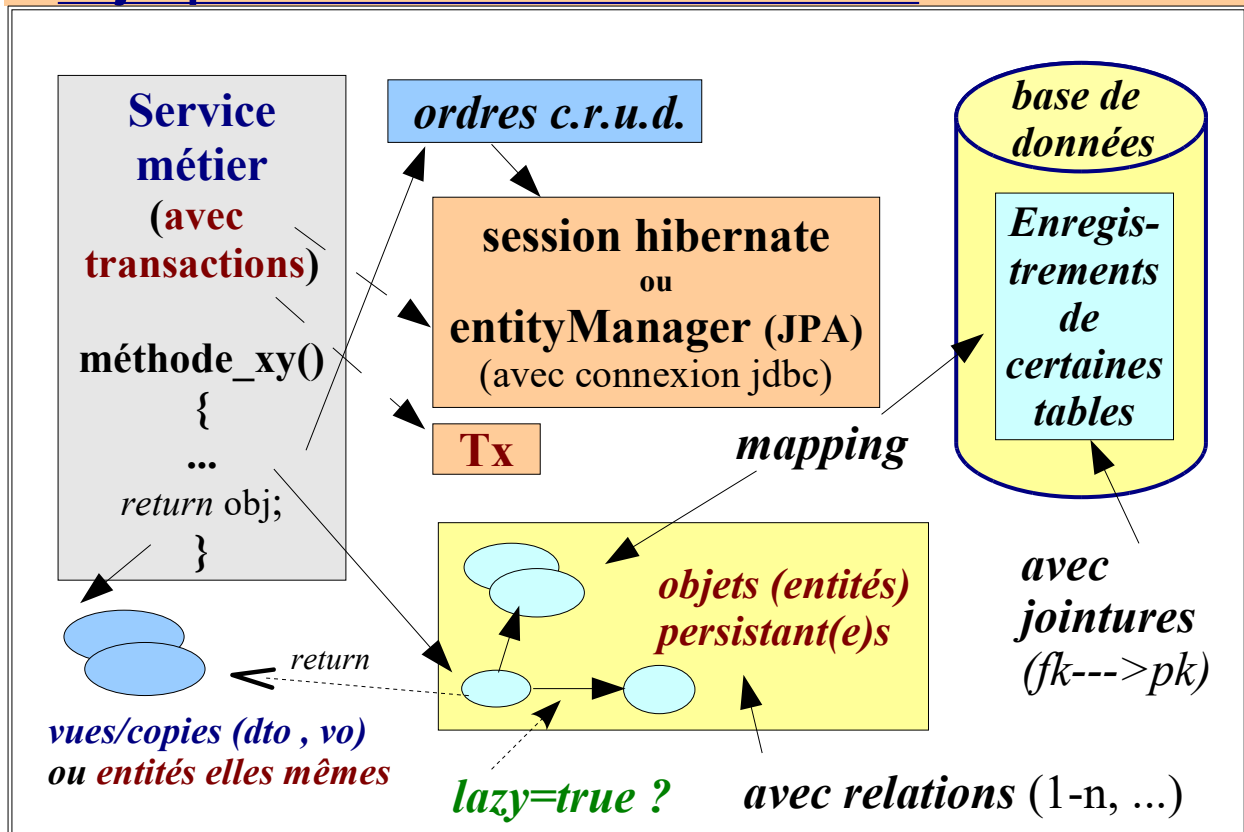 Service
métier
(avec
transactions)
méthode_xy()
{
...
return obj;
}
ordres c.r.u.d.
session hibernate
ou
entityManager (JPA)
(avec connexion jdbc)
Tx
mapping
base de
données
Enregis-
trements
de
certaines
tables
avec
jointures
(fk--->pk)
objets (entités)
persistant(e)s
return
vues/copies (dto , vo)
ou entités elles mêmes
lazy=true ?
avec relations (1-n, ...)